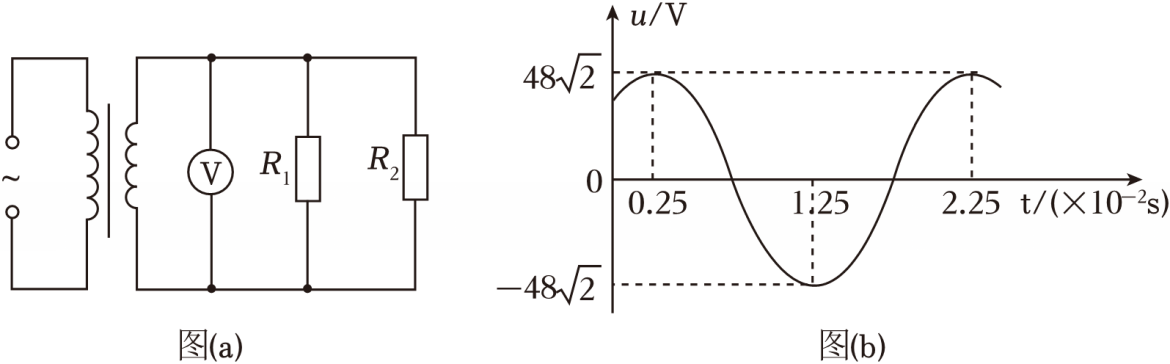 ~
V
R₁
R₂
图(a)
u/V
48√2
0
0.25
1.25
2.25
t/(×10⁻²s)
−48√2
图(b)